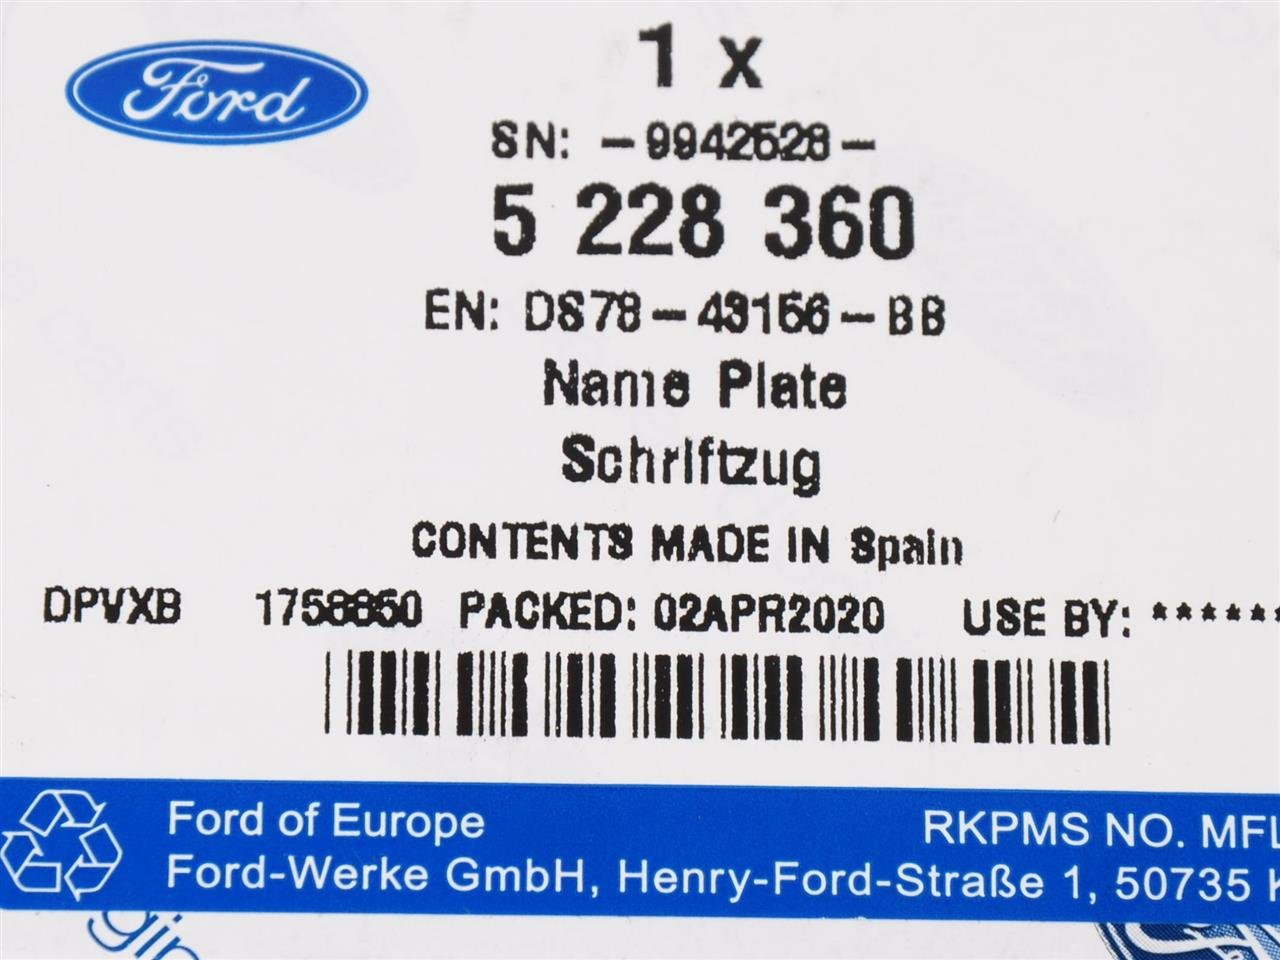 Ford
1 x
SN: -9942528-
5 228 360
EN: DS78-43156-BB
Name Plate
Schriftzug
CONTENTS MADE IN Spain
DPVXB 1758850 PACKED: 02APR2020 USE BY: ******
Ford of Europe
RKPMS NO. MFL
Ford-Werke GmbH, Henry-Ford-Straße 1, 50735 K